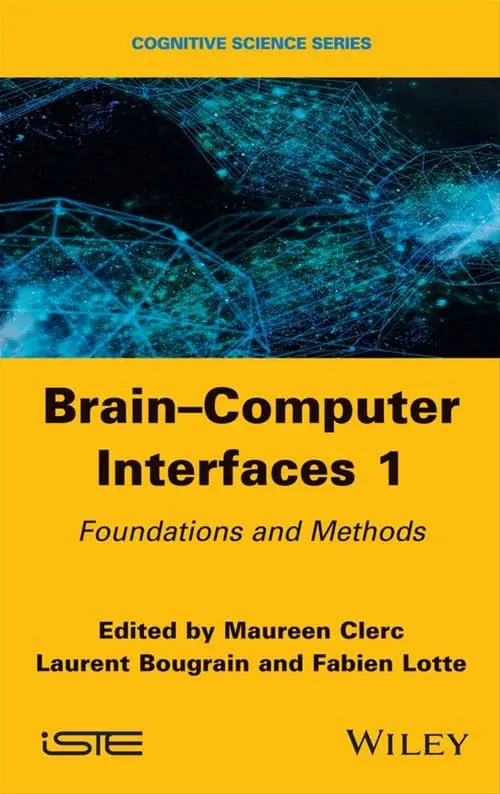 COGNITIVE SCIENCE SERIES
Brain–Computer
Interfaces 1
Foundations and Methods
Edited by Maureen Clerc
Laurent Bougrain and Fabien Lotte
iSTE
WILEY